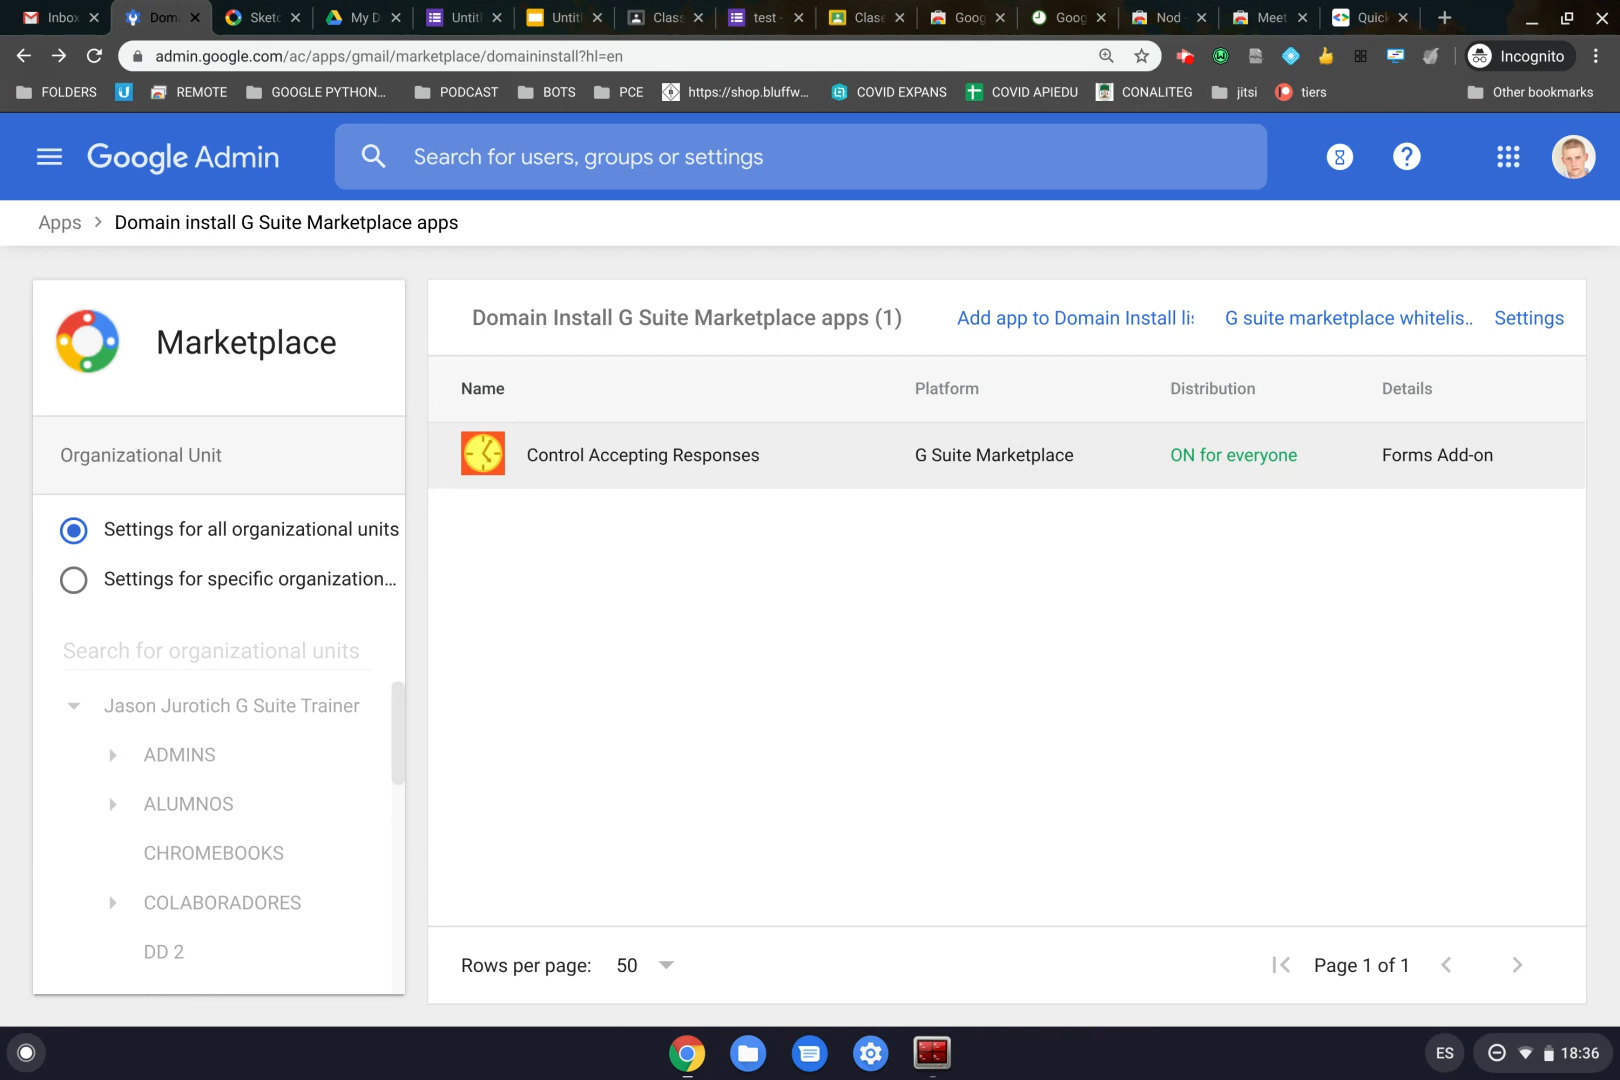 Inbox
Dom
Sketc
My D
Untitl
Untitl
Class
test -
Clase
Goog
Goog
Nod
Meet
Quick
admin.google.com/ac/apps/gmail/marketplace/domaininstall?hl=en
Incognito
FOLDERS
REMOTE
GOOGLE PYTHON...
PODCAST
BOTS
PCE
https://shop.bluffw...
COVID EXPANS
COVID APIEDU
CONALITEG
jitsi
tiers
Other bookmarks
Google Admin
Search for users, groups or settings
Apps > Domain install G Suite Marketplace apps
Marketplace
Organizational Unit
Settings for all organizational units
Settings for specific organization...
Search for organizational units
Jason Jurotich G Suite Trainer
ADMINS
ALUMNOS
CHROMEBOOKS
COLABORADORES
DD 2
Domain Install G Suite Marketplace apps (1)
Add app to Domain Install li
G suite marketplace whitelis..
Settings
Name
Platform
Distribution
Details
Control Accepting Responses
G Suite Marketplace
ON for everyone
Forms Add-on
Rows per page: 50
Page 1 of 1
ES
18:36